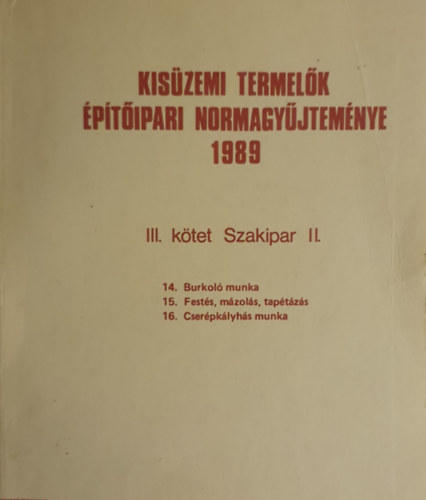 KISÜZEMI TERMELŐK
ÉPÍTŐIPARI NORMAGYŰJTEMÉNYE
1989
III. kötet Szakipar II.
14. Burkoló munka
15. Festés, mázolás, tapétázás
16. Cserépkályhás munka